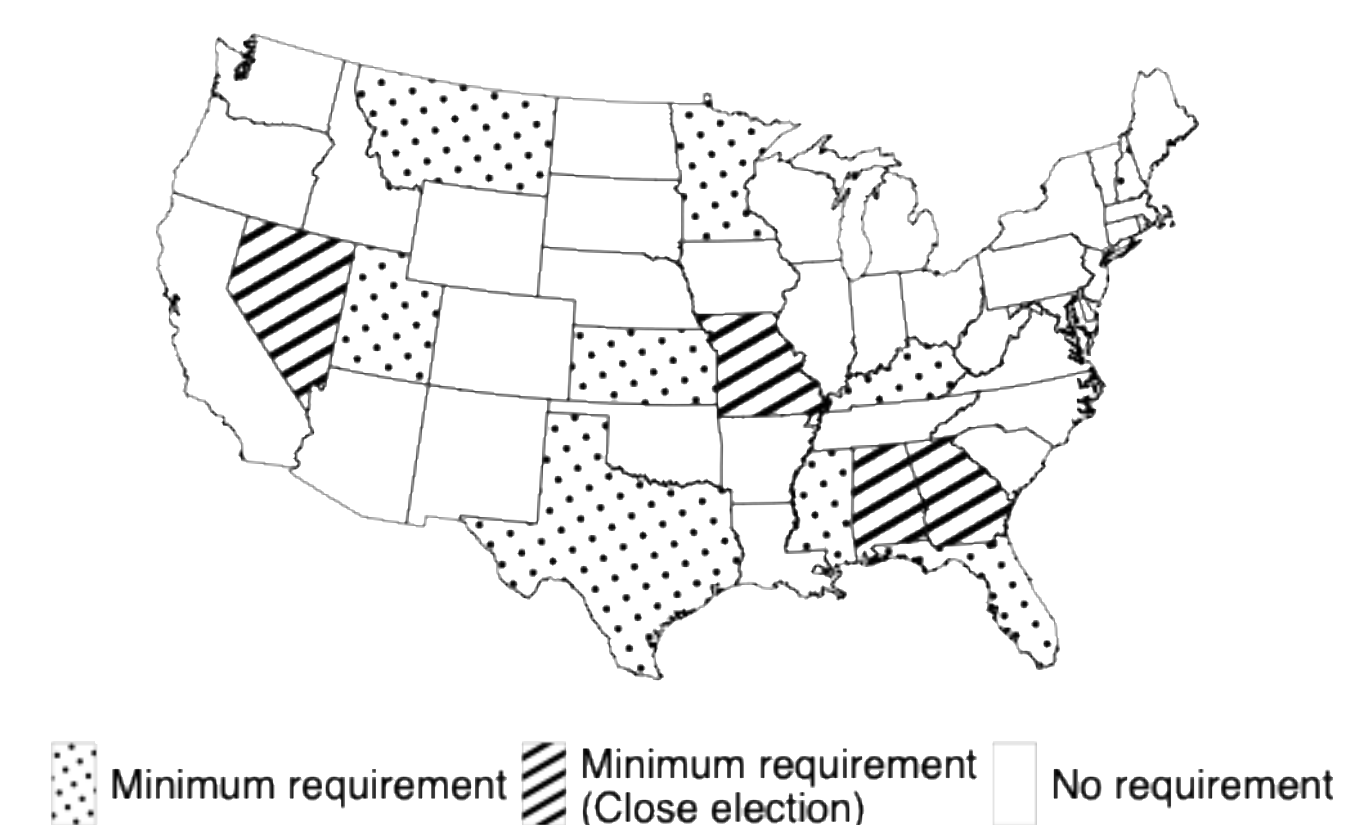 Minimum requirement
Minimum requirement
(Close election)
No requirement